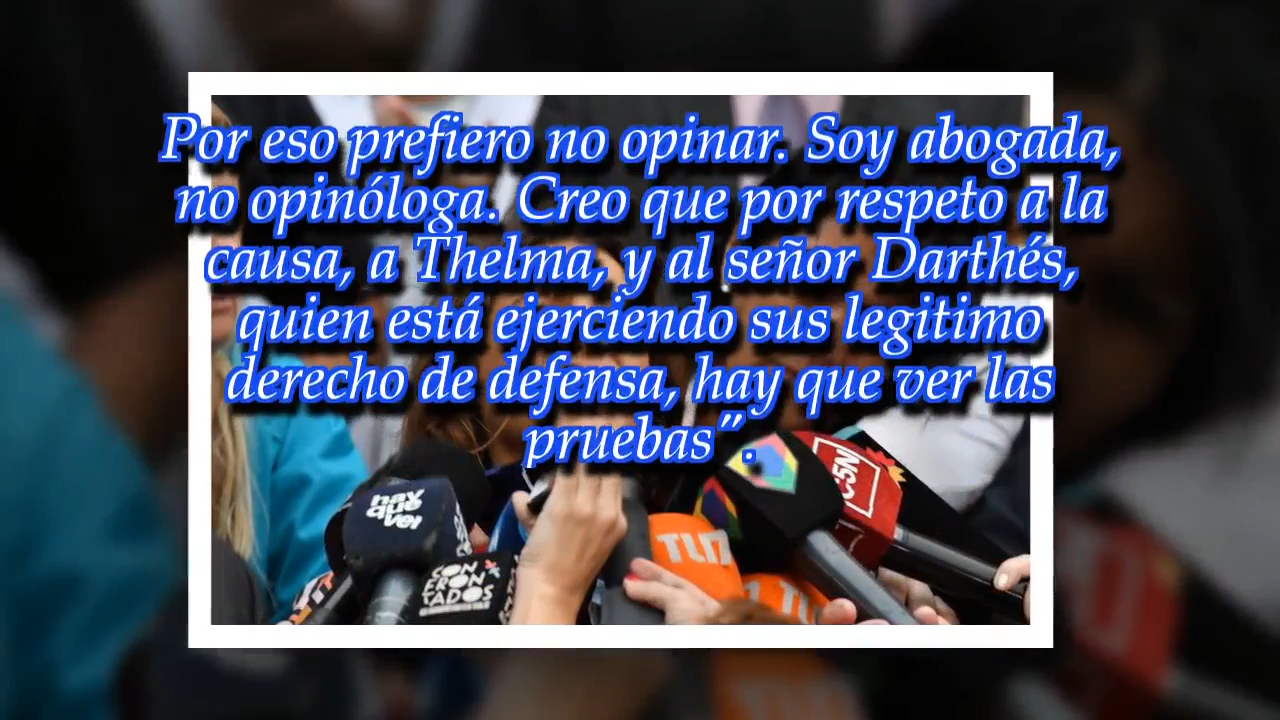 Por eso prefiero no opinar. Soy abogada,
no opinóloga. Creo que por respeto a la
causa, a Thelma, y al señor Darthés,
quien está ejerciendo sus legitimo
derecho de defensa, hay que ver las
pruebas”.
hay
que
ver
C5N
CON
FRON
TADOS